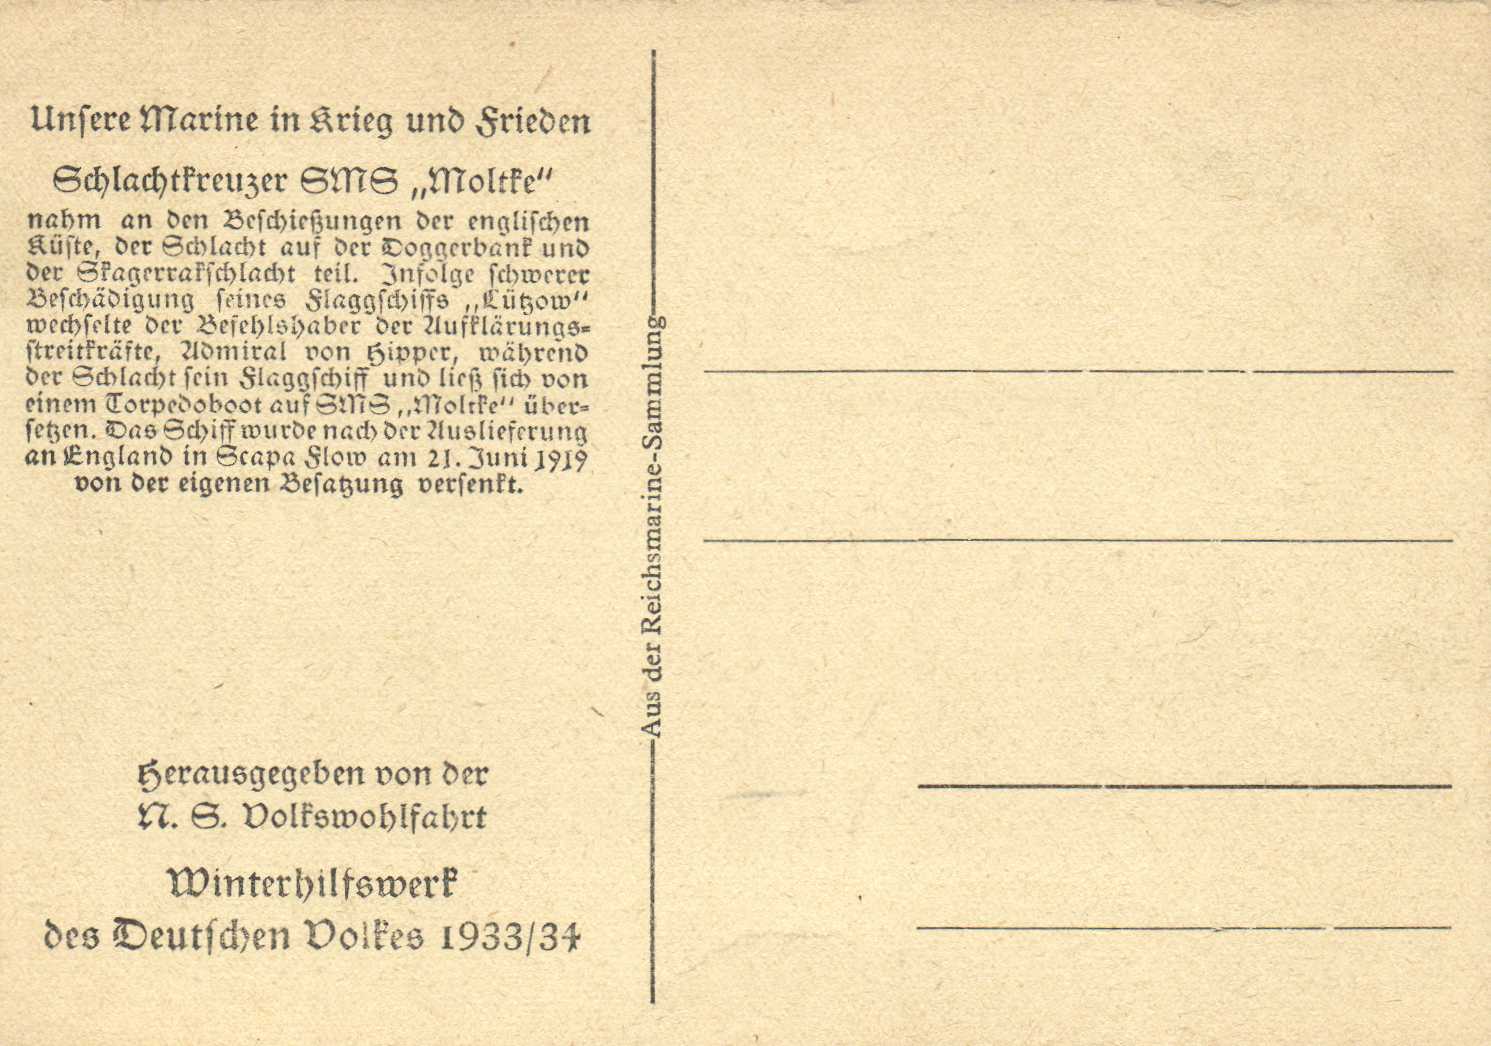 Unsere Marine in Krieg und Frieden
Schlachtkreuzer SMS „Moltke“
nahm an den Beschießungen der englischen
Küste, der Schlacht auf der Doggerbank und
der Skagerrakschlacht teil. Infolge schwerer
Beschädigung seines Flaggschiffs „Lützow“
wechselte der Befehlshaber der Aufklärungs-
streitkräfte, Admiral von Hipper, während
der Schlacht sein Flaggschiff und ließ sich von
einem Torpedoboot auf SMS „Moltke“ über-
setzen. Das Schiff wurde nach der Auslieferung
an England in Scapa Flow am 21. Juni 1919
von der eigenen Besatzung versenkt.
Herausgegeben von der
N. S. Volkswohlfahrt
Winterhilfswerk
des Deutschen Volkes 1933/34
Aus der Reichsmarine-Sammlung